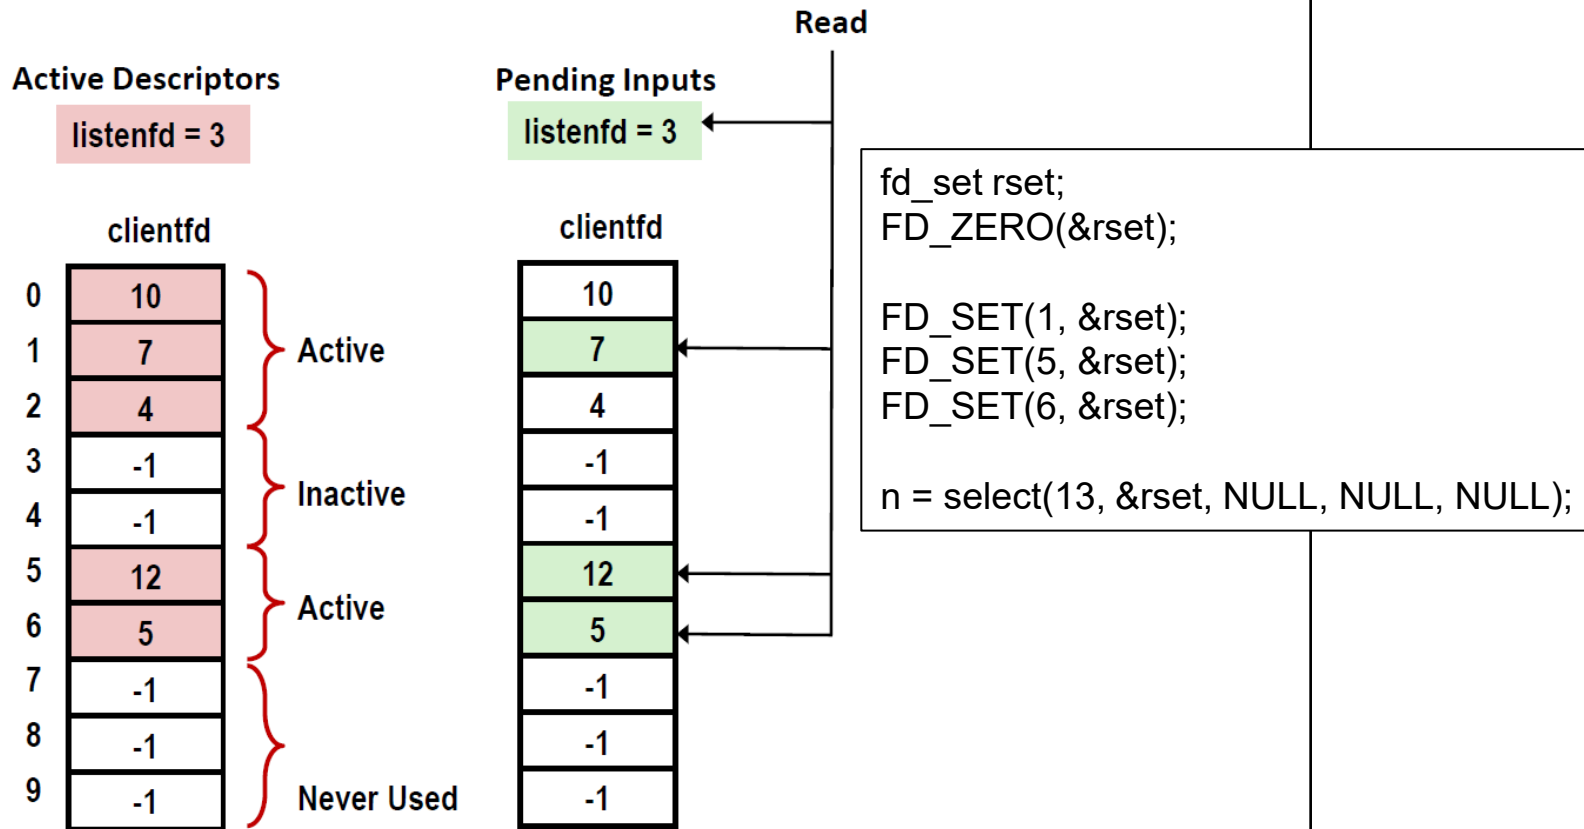 Read
Active Descriptors
listenfd = 3
clientfd
0 10
1 7
2 4
3 -1
4 -1
5 12
6 5
7 -1
8 -1
9 -1
Active
Inactive
Active
Never Used
Pending Inputs
listenfd = 3
clientfd
10
7
4
-1
-1
12
5
-1
-1
-1
fd_set rset;
FD_ZERO(&rset);
FD_SET(1, &rset);
FD_SET(5, &rset);
FD_SET(6, &rset);
n = select(13, &rset, NULL, NULL, NULL);